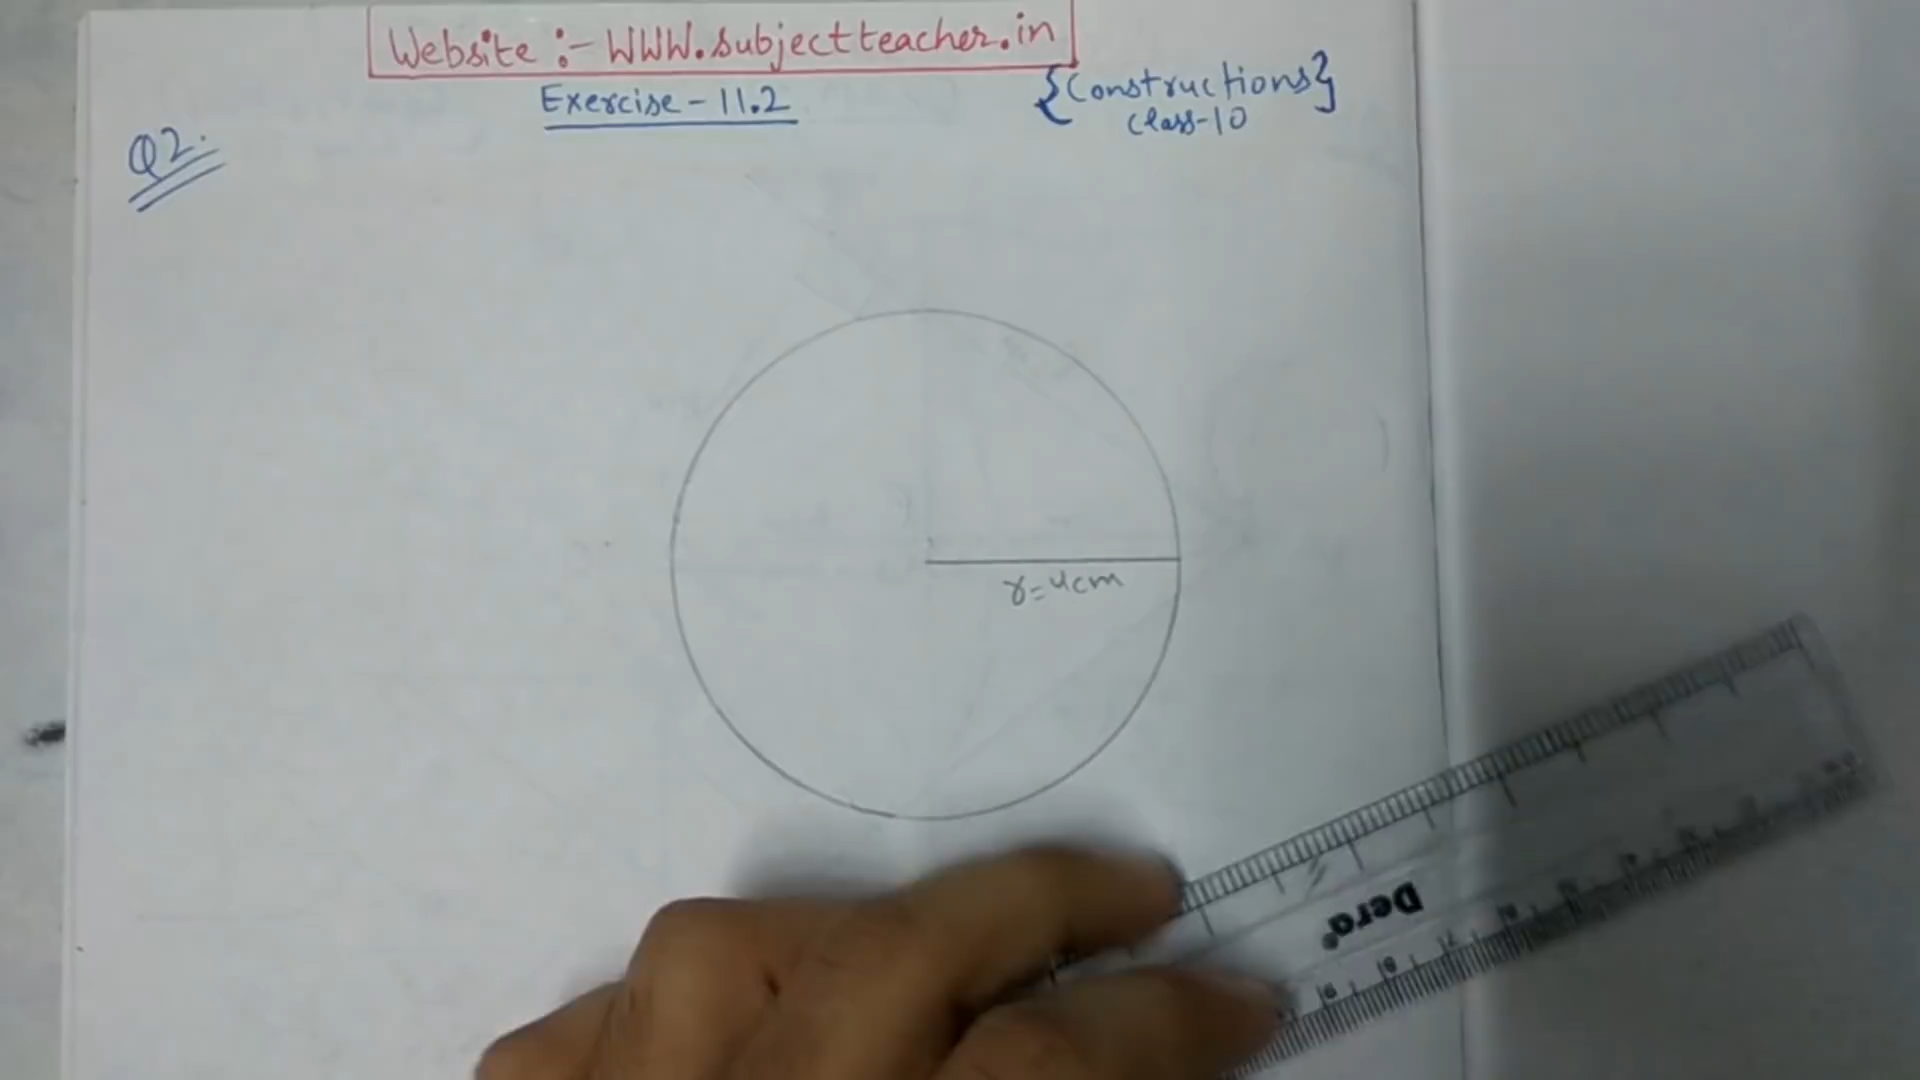 Website :- WWW.subjectteacher.in
Exercise - 11.2
{Constructions}
Class-10
Q2.
r=4cm
Dera®